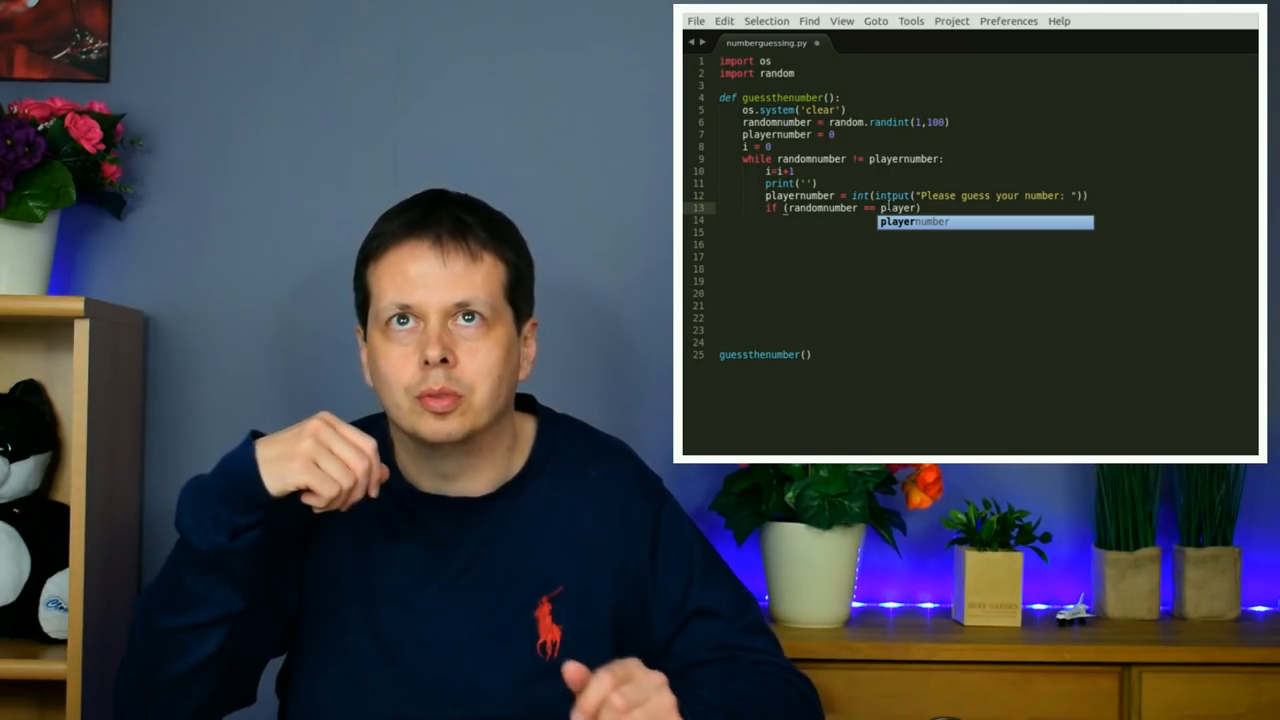 File Edit Selection Find View Goto Tools Project Preferences Help
numberguessing.py
1 import os
2 import random
3
4 def guessthenumber():
5 os.system('clear')
6 randomnumber = random.randint(1,100)
7 playernumber = 0
8 i = 0
9 while randomnumber != playernumber:
10 i=i+1
11 print('')
12 playernumber = int(intput("Please guess your number: "))
13 if (randomnumber == player)
14 playernumber
15
16
17
18
19
20
21
22
23
24
25 guessthenumber()
HERB GARDEN